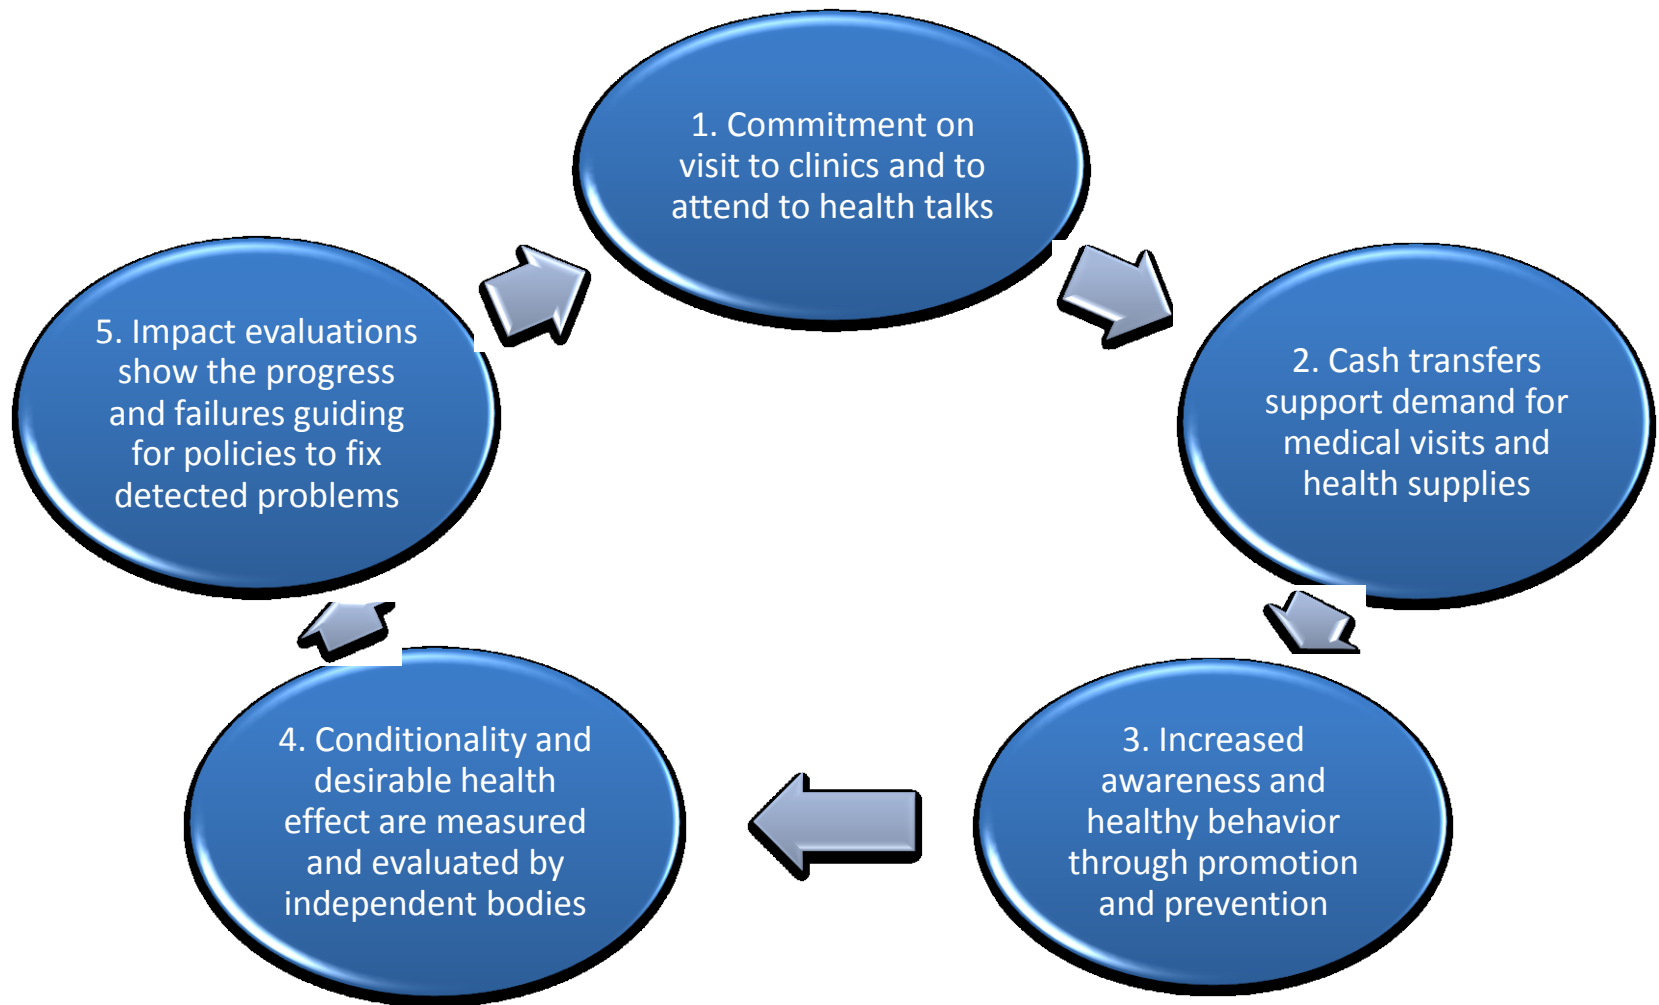 1. Commitment on
visit to clinics and to
attend to health talks
2. Cash transfers
support demand for
medical visits and
health supplies
3. Increased
awareness and
healthy behavior
through promotion
and prevention
4. Conditionality and
desirable health
effect are measured
and evaluated by
independent bodies
5. Impact evaluations
show the progress
and failures guiding
for policies to fix
detected problems